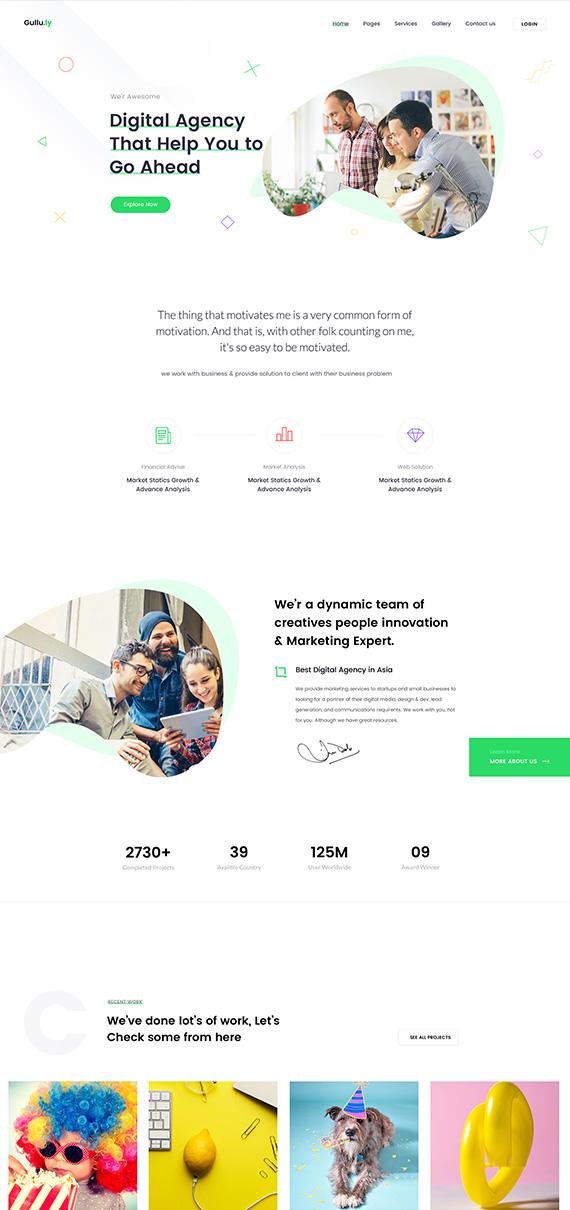 Gullu.ly
Home Pages Services Gallery Contact us LOGIN
We'r Awesome
Digital Agency
That Help You to
Go Ahead
Explore Now
The thing that motivates me is a very common form of
motivation. And that is, with other folk counting on me,
it's so easy to be motivated.
we work with business & provide solution to client with their business problem
Financial Advise
Market Statics Growth &
Advance Analysis
Market Analysis
Market Statics Growth &
Advance Analysis
Web Solution
Market Statics Growth &
Advance Analysis
We'r a dynamic team of
creatives people innovation
& Marketing Expert.
Best Digital Agency in Asia
We provide marketing services to startups and small businesses to
looking for a partner of their digital media, design & dev, lead
generation, and communications requirents. We work with you, not
for you. Although we have great resources.
Learn More
MORE ABOUT US
2730+
Completed Projects
39
Availble Country
125M
User Worldwide
09
Award Winner
C
RECENT WORK
We've done lot's of work, Let's
Check some from here
SEE ALL PROJECTS